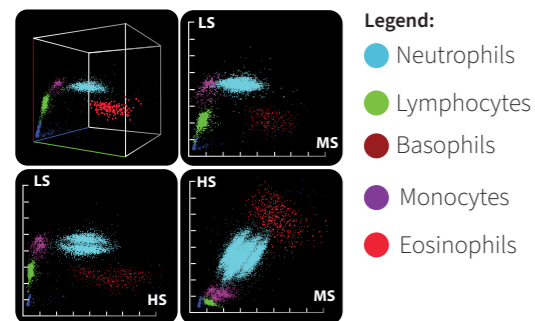 LS
MS
LS
HS
HS
MS
Legend:
Neutrophils
Lymphocytes
Basophils
Monocytes
Eosinophils